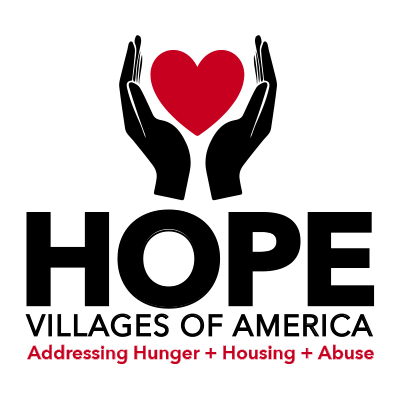 HOPE
VILLAGES OF AMERICA
Addressing Hunger + Housing + Abuse